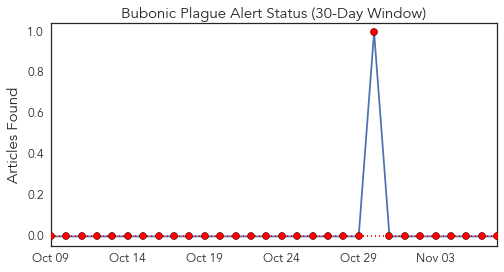 Bubonic Plague Alert Status (30-Day Window)
Articles Found
1.0
0.8
0.6
0.4
0.2
0.0
Oct 09 Oct 14 Oct 19 Oct 24 Oct 29 Nov 03